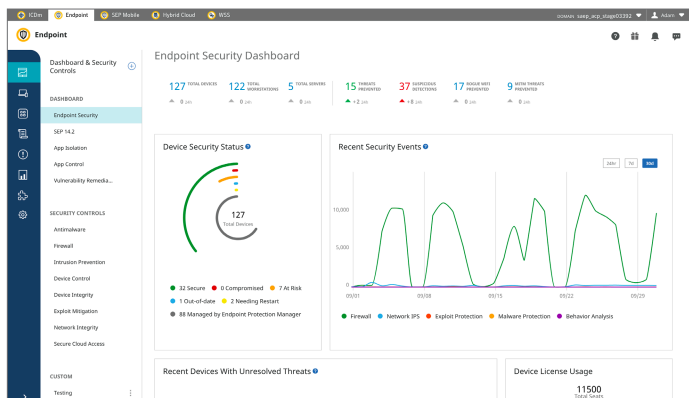 ICDm Endpoint SEP Mobile Hybrid Cloud WSS DOMAIN saep_acp_stage03392 Adam
Endpoint
Dashboard & Security Controls
DASHBOARD
Endpoint Security
SEP 14.2
App Isolation
App Control
Vulnerability Remedia...
SECURITY CONTROLS
Antimalware
Firewall
Intrusion Prevention
Device Control
Device Integrity
Exploit Mitigation
Network Integrity
Secure Cloud Access
CUSTOM
Testing
Endpoint Security Dashboard
127 TOTAL DEVICES
0 24h
122 TOTAL WORKSTATIONS
0 24h
5 TOTAL SERVERS
0 24h
15 THREATS PREVENTED
+2 24h
37 SUSPICIOUS DETECTIONS
+8 24h
17 ROGUE WIFI PREVENTED
0 24h
9 MITM THREATS PREVENTED
0 24h
Device Security Status
127
Total Devices
32 Secure 0 Compromised 7 At Risk
1 Out-of-date 2 Needing Restart
88 Managed by Endpoint Protection Manager
Recent Security Events
24hr 7d 30d
10,000
5,000
0
09/01 09/08 09/15 09/22 09/29
Firewall Network IPS Exploit Protection Malware Protection Behavior Analysis
Recent Devices With Unresolved Threats
Device License Usage
11500
Total Seats